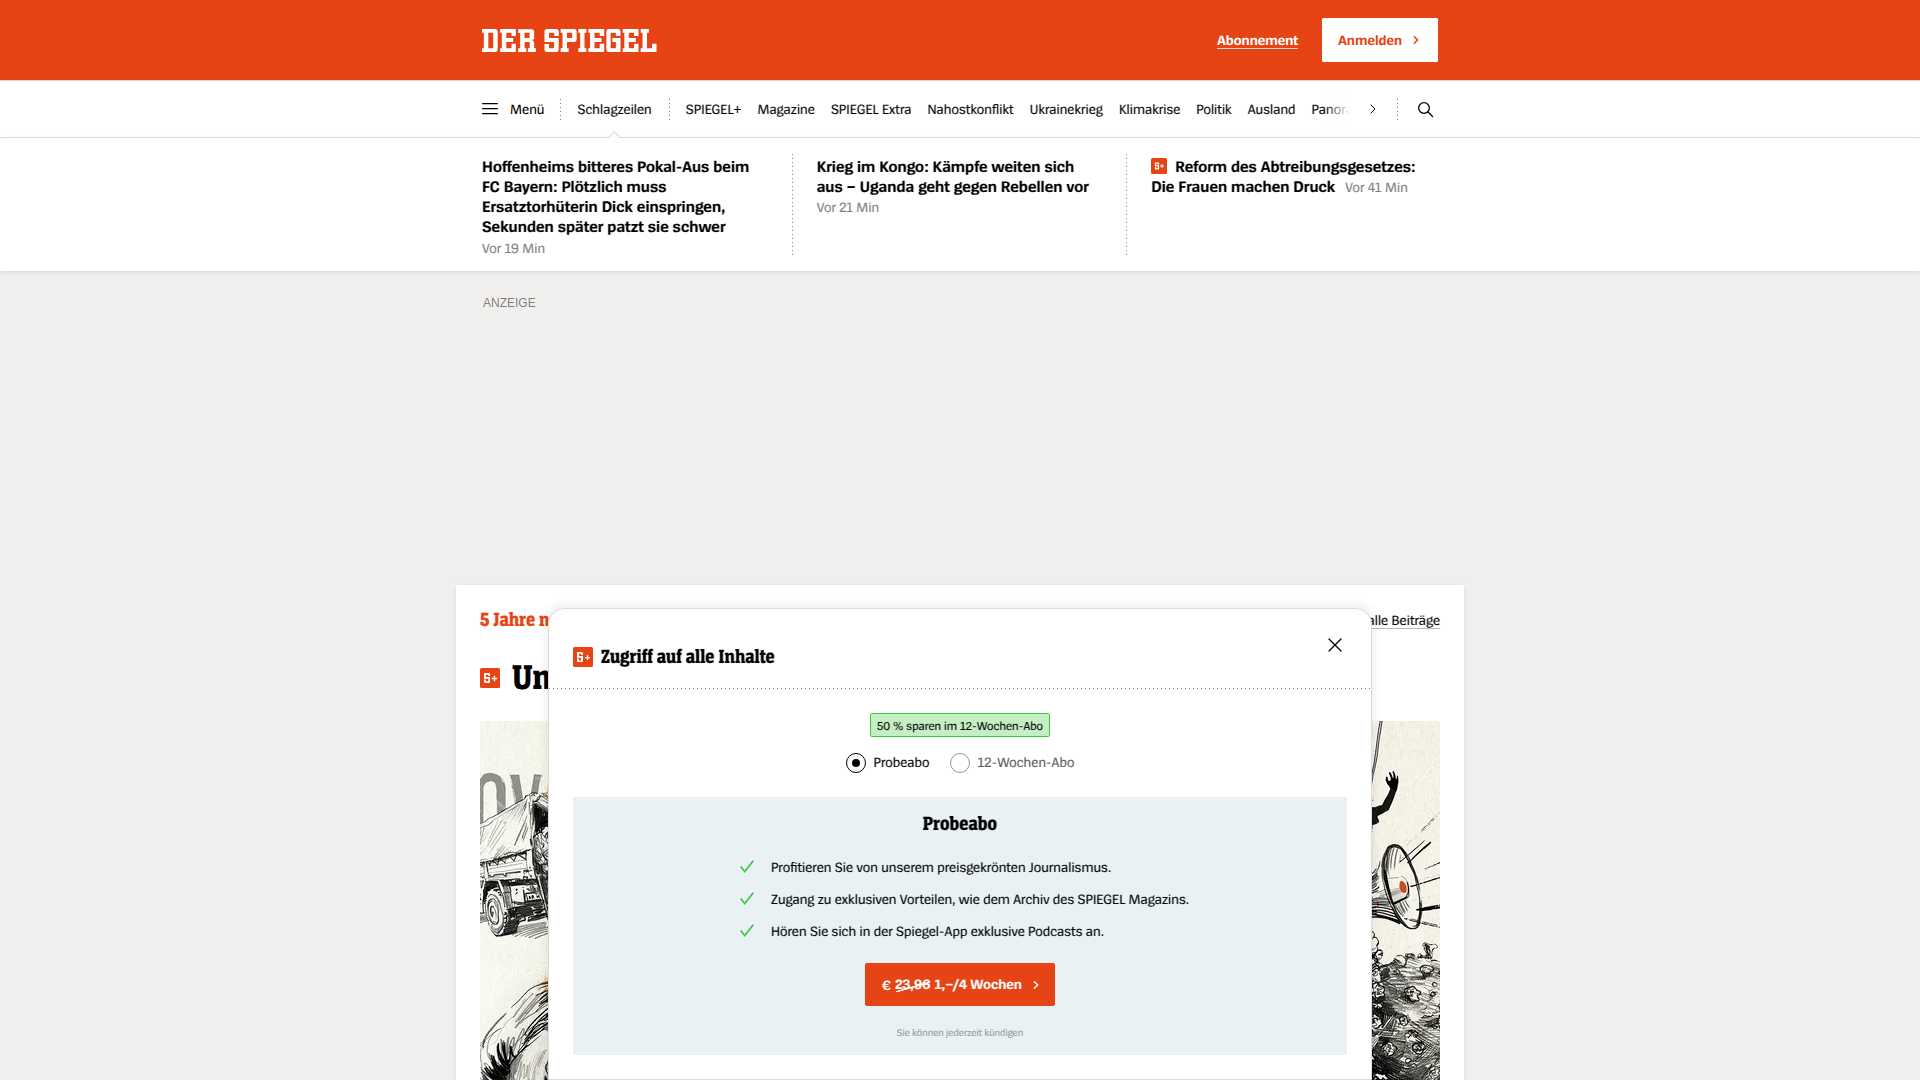 DER SPIEGEL
Abonnement
Anmelden
Menü
Schlagzeilen
SPIEGEL+
Magazine
SPIEGEL Extra
Nahostkonflikt
Ukrainekrieg
Klimakrise
Politik
Ausland
Hoffenheims bitteres Pokal-Aus beim
FC Bayern: Plötzlich muss
Ersatztorhüterin Dick einspringen,
Sekunden später patzt sie schwer
Vor 19 Min
Krieg im Kongo: Kämpfe weiten sich
aus – Uganda geht gegen Rebellen vor
Vor 21 Min
S+ Reform des Abtreibungsgesetzes:
Die Frauen machen Druck Vor 41 Min
ANZEIGE
5 Jahre
alle Beiträge
S+ Zugriff auf alle Inhalte
S+ Un
50 % sparen im 12-Wochen-Abo
Probeabo
12-Wochen-Abo
Probeabo
Profitieren Sie von unserem preisgekrönten Journalismus.
Zugang zu exklusiven Vorteilen, wie dem Archiv des SPIEGEL Magazins.
Hören Sie sich in der Spiegel-App exklusive Podcasts an.
€ 23,96 1,–/4 Wochen
Sie können jederzeit kündigen